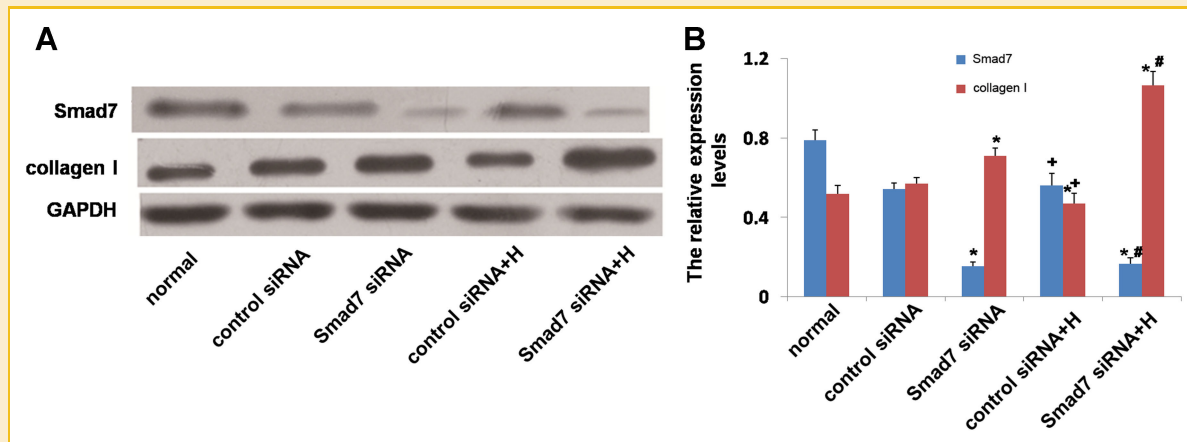 A
Smad7
collagen I
GAPDH
normal
control siRNA
Smad7 siRNA
control siRNA+H
Smad7 siRNA+H
B
The relative expression
levels
1.2
0.8
0.4
0
Smad7
collagen I
*
*
+
*+
*#
*#
normal
control siRNA
Smad7 siRNA
control siRNA+H
Smad7 siRNA+H